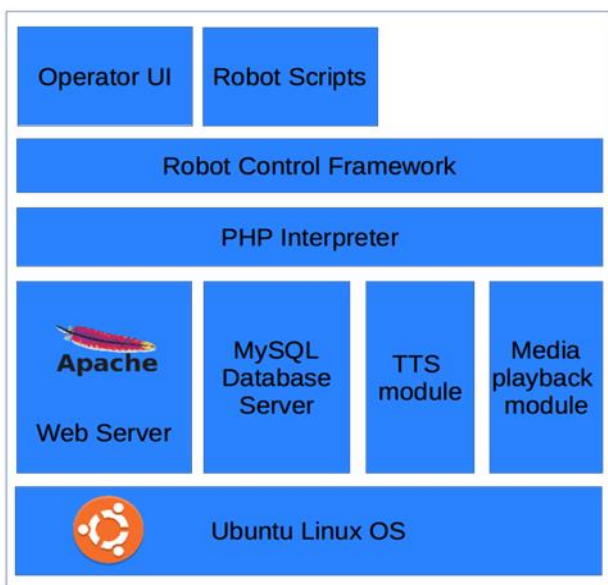 Operator UI
Robot Scripts
Robot Control Framework
PHP Interpreter
Apache
Web Server
MySQL
Database
Server
TTS
module
Media
playback
module
Ubuntu Linux OS